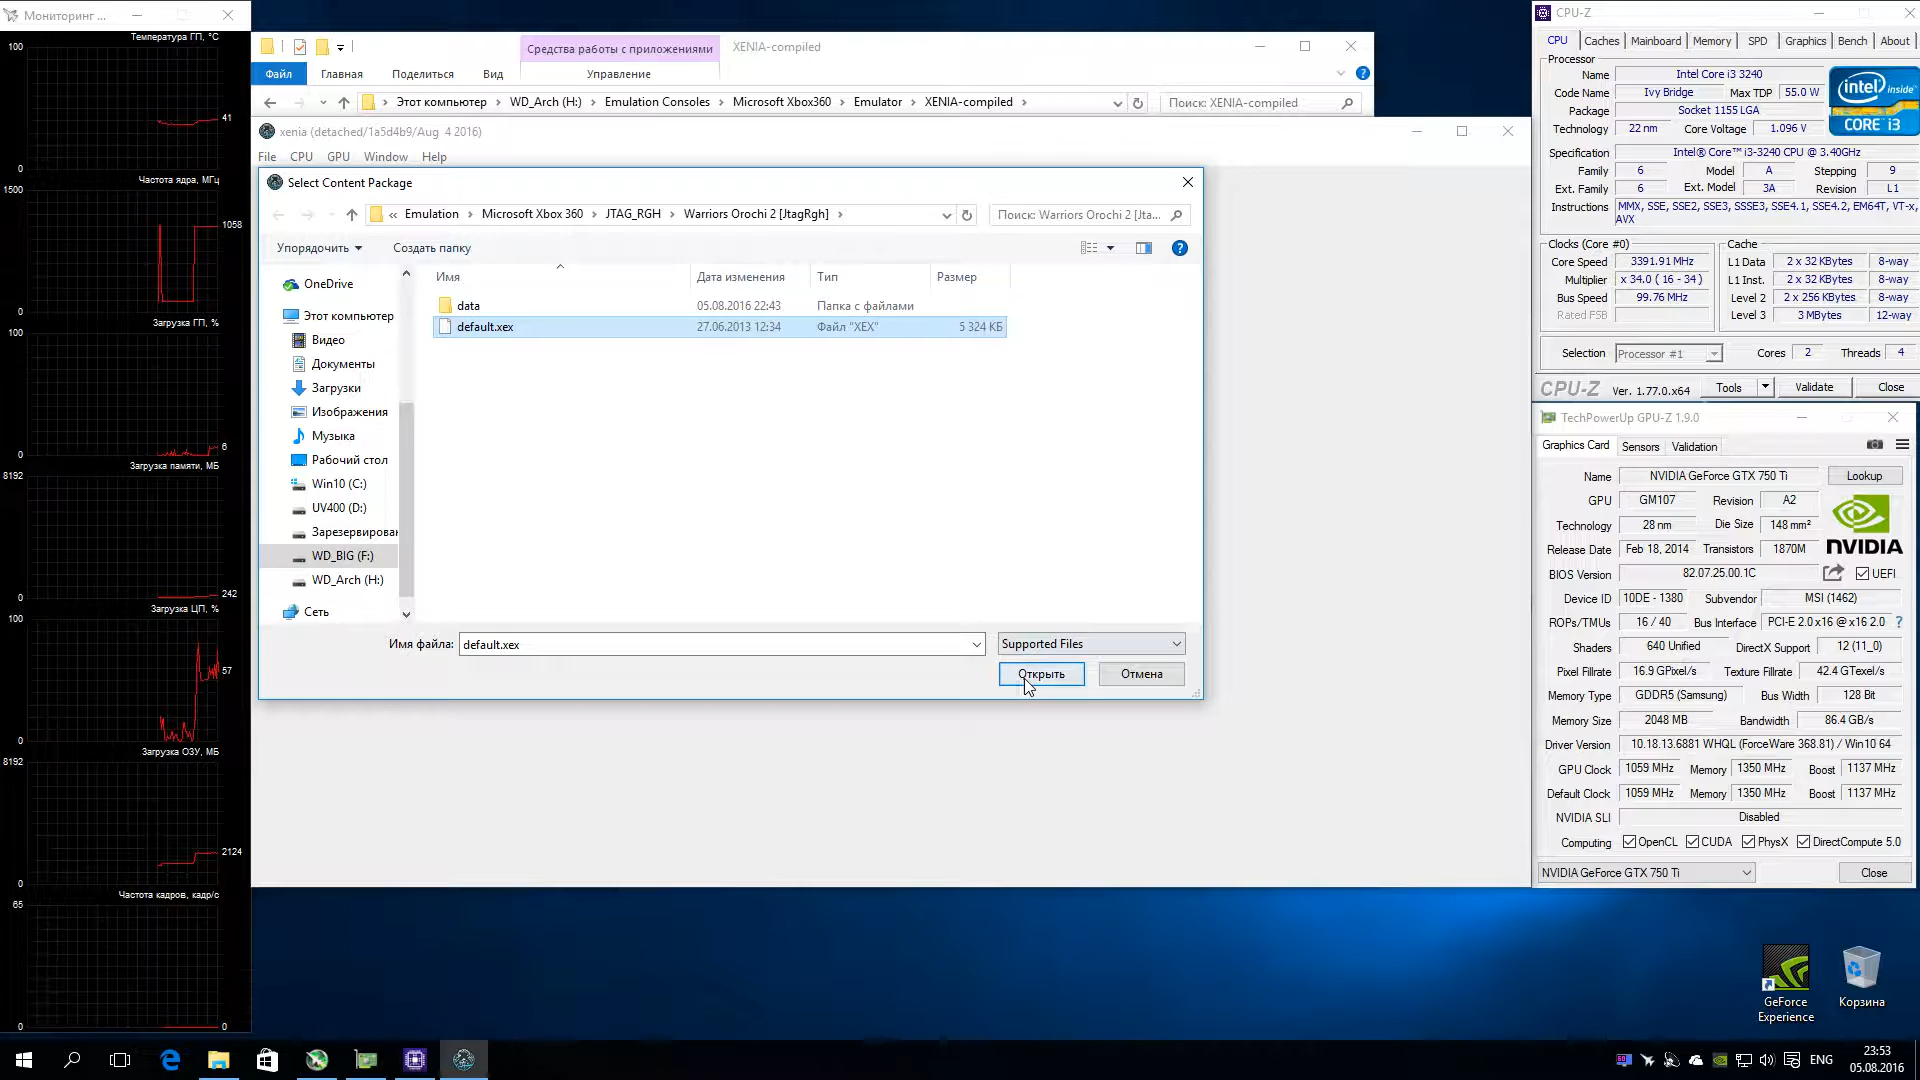 Мониторинг ...
Температура ГП, °C
100
41
0
Частота ядра, МГц
1500
1058
0
Загрузка ГП, %
100
6
0
Загрузка памяти, МБ
8192
242
0
Загрузка ЦП, %
100
57
0
Загрузка ОЗУ, МБ
8192
2124
0
Частота кадров, кадр/с
65
0
0
Средства работы с приложениями
XENIA-compiled
Файл
Главная
Поделиться
Вид
Управление
Этот компьютер
WD_Arch (H:)
Emulation Consoles
Microsoft Xbox360
Emulator
XENIA-compiled
Поиск: XENIA-compiled
xenia (detached/1a5d4b9/Aug 4 2016)
File
CPU
GPU
Window
Help
Select Content Package
« Emulation
Microsoft Xbox 360
JTAG_RGH
Warriors Orochi 2 [JtagRgh]
Поиск: Warriors Orochi 2 [Jta...
Упорядочить
Создать папку
?
OneDrive
Этот компьютер
Видео
Документы
Загрузки
Изображения
Музыка
Рабочий стол
Win10 (C:)
UV400 (D:)
Зарезервирован
WD_BIG (F:)
WD_Arch (H:)
Сеть
Имя
Дата изменения
Тип
Размер
data
05.08.2016 22:43
Папка с файлами
default.xex
27.06.2013 12:34
Файл "XEX"
5 324 КБ
Имя файла:
default.xex
Supported Files
Открыть
Отмена
CPU-Z
CPU
Caches
Mainboard
Memory
SPD
Graphics
Bench
About
Processor
Name
Intel Core i3 3240
Code Name
Ivy Bridge
Max TDP
55.0 W
Package
Socket 1155 LGA
Technology
22 nm
Core Voltage
1.096 V
intel inside™
CORE i3
Specification
Intel® Core™ i3-3240 CPU @ 3.40GHz
Family
6
Model
A
Stepping
9
Ext. Family
6
Ext. Model
3A
Revision
L1
Instructions
MMX, SSE, SSE2, SSE3, SSSE3, SSE4.1, SSE4.2, EM64T, VT-x,
AVX
Clocks (Core #0)
Core Speed
3391.91 MHz
Multiplier
x 34.0 ( 16 - 34 )
Bus Speed
99.76 MHz
Rated FSB
Cache
L1 Data
2 x 32 KBytes
8-way
L1 Inst.
2 x 32 KBytes
8-way
Level 2
2 x 256 KBytes
8-way
Level 3
3 MBytes
12-way
Selection
Processor #1
Cores
2
Threads
4
CPU-Z
Ver. 1.77.0.x64
Tools
Validate
Close
TechPowerUp GPU-Z 1.9.0
Graphics Card
Sensors
Validation
Name
NVIDIA GeForce GTX 750 Ti
Lookup
GPU
GM107
Revision
A2
Technology
28 nm
Die Size
148 mm²
NVIDIA
Release Date
Feb 18, 2014
Transistors
1870M
BIOS Version
82.07.25.00.1C
UEFI
Device ID
10DE - 1380
Subvendor
MSI (1462)
ROPs/TMUs
16 / 40
Bus Interface
PCI-E 2.0 x16 @ x16 2.0
?
Shaders
640 Unified
DirectX Support
12 (11_0)
Pixel Fillrate
16.9 GPixel/s
Texture Fillrate
42.4 GTexel/s
Memory Type
GDDR5 (Samsung)
Bus Width
128 Bit
Memory Size
2048 MB
Bandwidth
86.4 GB/s
Driver Version
10.18.13.6881 WHQL (ForceWare 368.81) / Win10 64
GPU Clock
1059 MHz
Memory
1350 MHz
Boost
1137 MHz
Default Clock
1059 MHz
Memory
1350 MHz
Boost
1137 MHz
NVIDIA SLI
Disabled
Computing
OpenCL
CUDA
PhysX
DirectCompute 5.0
NVIDIA GeForce GTX 750 Ti
Close
GeForce
Experience
Корзина
ENG
23:53
05.08.2016